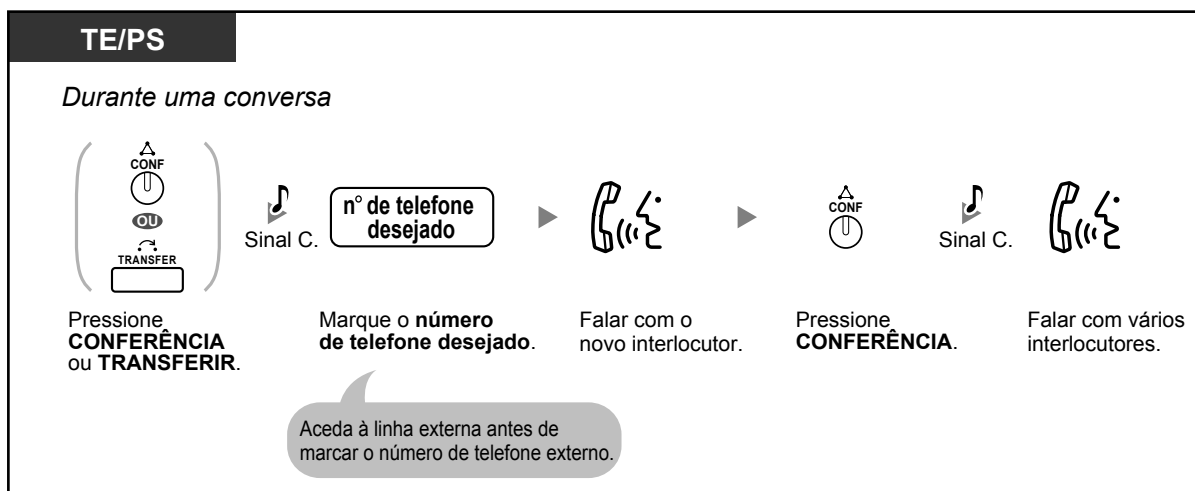 TE/PS
Durante uma conversa
CONF
OU
TRANSFER
Sinal C.
n° de telefone
desejado
CONF
Sinal C.
Pressione
CONFERÊNCIA
ou TRANSFERIR.
Marque o número
de telefone desejado.
Falar com o
novo interlocutor.
Pressione
CONFERÊNCIA.
Falar com vários
interlocutores.
Aceda à linha externa antes de
marcar o número de telefone externo.